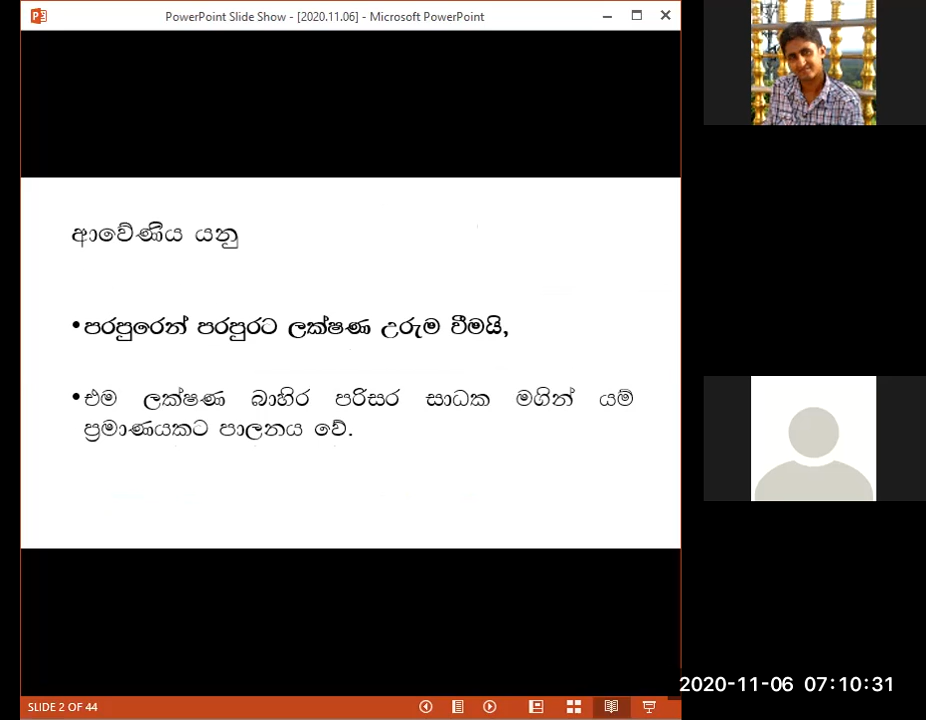 PowerPoint Slide Show - [2020.11.06] - Microsoft PowerPoint
ආවේණිය යනු
•පරපුරෙන් පරපුරට ලක්ෂණ උරුම වීමයි,
•එම ලක්ෂණ බාහිර පරිසර සාධක මගින් යම්
ප්‍රමාණයකට පාලනය වේ.
2020-11-06 07:10:31
SLIDE 2 OF 44